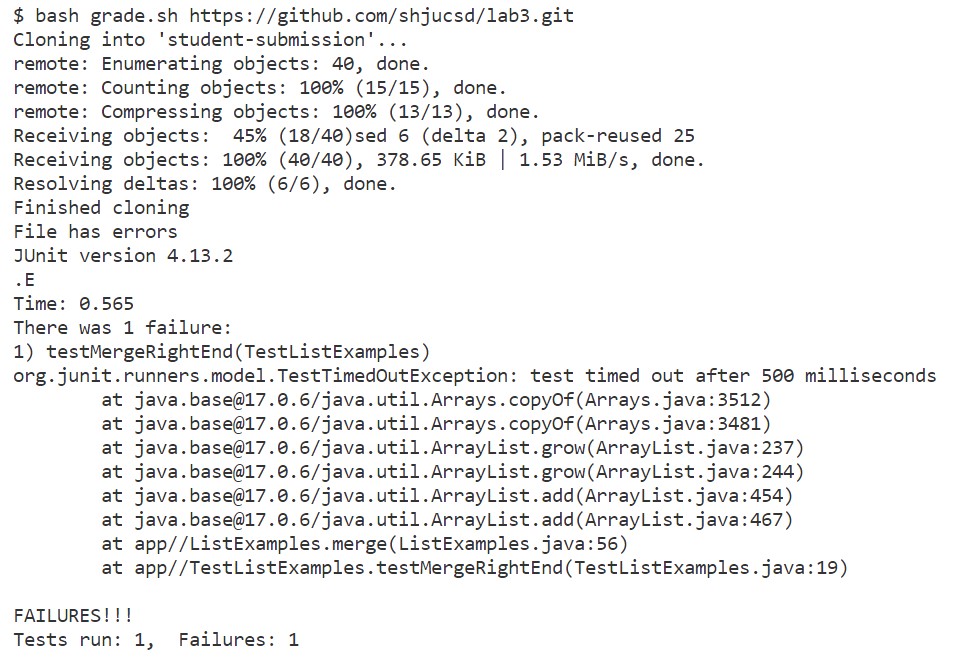 $ bash grade.sh https://github.com/shjucsd/lab3.git
Cloning into 'student-submission'...
remote: Enumerating objects: 40, done.
remote: Counting objects: 100% (15/15), done.
remote: Compressing objects: 100% (13/13), done.
Receiving objects:  45% (18/40)sed 6 (delta 2), pack-reused 25
Receiving objects: 100% (40/40), 378.65 KiB | 1.53 MiB/s, done.
Resolving deltas: 100% (6/6), done.
Finished cloning
File has errors
JUnit version 4.13.2
.E
Time: 0.565
There was 1 failure:
1) testMergeRightEnd(TestListExamples)
org.junit.runners.model.TestTimedOutException: test timed out after 500 milliseconds
        at java.base@17.0.6/java.util.Arrays.copyOf(Arrays.java:3512)
        at java.base@17.0.6/java.util.Arrays.copyOf(Arrays.java:3481)
        at java.base@17.0.6/java.util.ArrayList.grow(ArrayList.java:237)
        at java.base@17.0.6/java.util.ArrayList.grow(ArrayList.java:244)
        at java.base@17.0.6/java.util.ArrayList.add(ArrayList.java:454)
        at java.base@17.0.6/java.util.ArrayList.add(ArrayList.java:467)
        at app//ListExamples.merge(ListExamples.java:56)
        at app//TestListExamples.testMergeRightEnd(TestListExamples.java:19)

FAILURES!!!
Tests run: 1,  Failures: 1